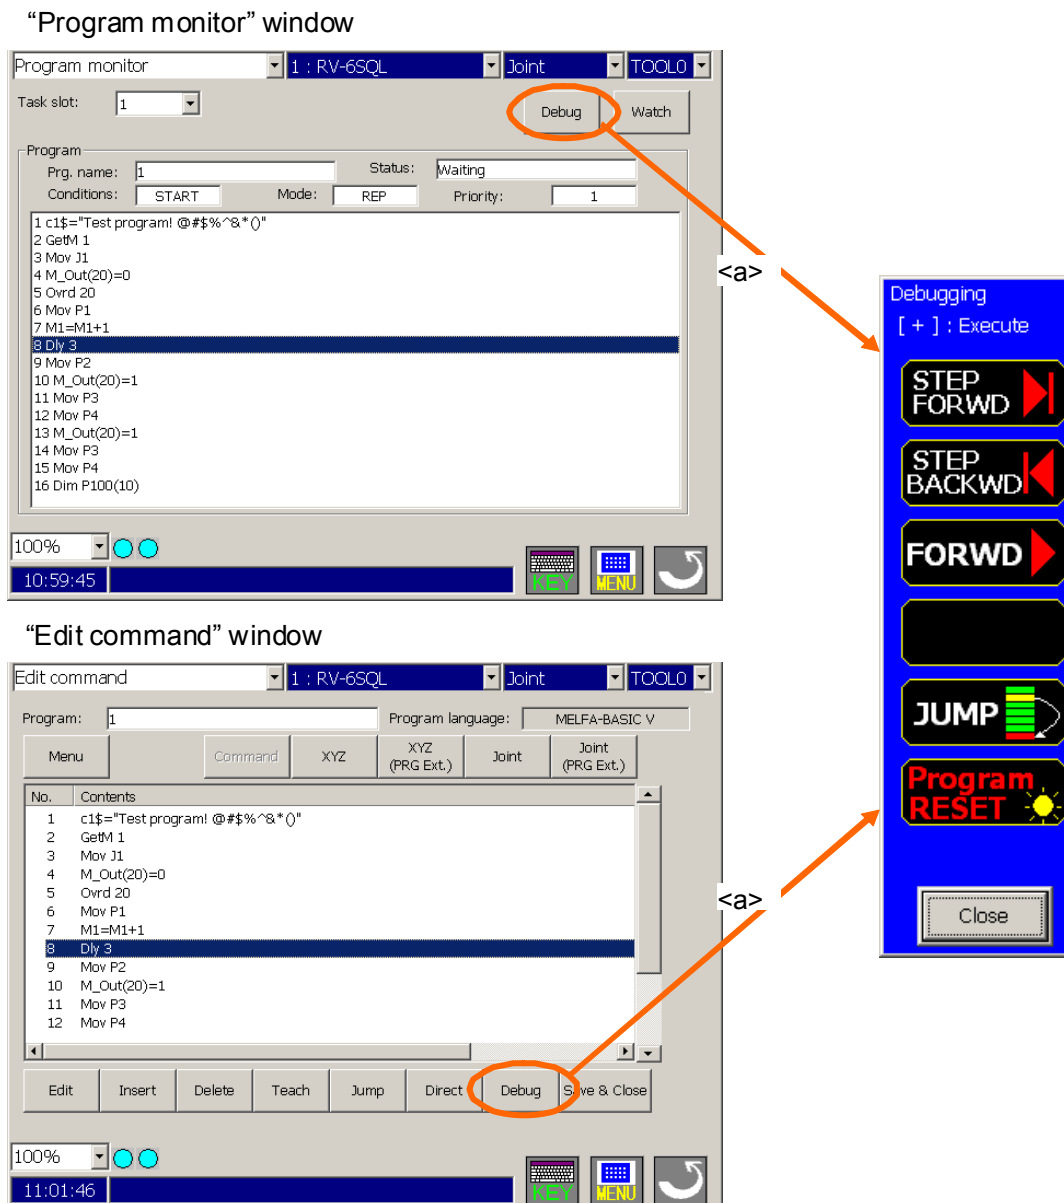 “Program monitor” window
Program monitor 1 : RV-6SQL Joint TOOL0
Task slot: 1 Debug Watch
Program
Prg. name: 1 Status: Waiting
Conditions: START Mode: REP Priority: 1
1 c1$="Test program! @#$%^&*()"
2 GetM 1
3 Mov J1
4 M_Out(20)=0
5 Ovrd 20
6 Mov P1
7 M1=M1+1
8 Dly 3
9 Mov P2
10 M_Out(20)=1
11 Mov P3
12 Mov P4
13 M_Out(20)=1
14 Mov P3
15 Mov P4
16 Dim P100(10)
100%
10:59:45
KEY MENU
<a>
Debugging
[ + ] : Execute
STEP
FORWD
STEP
BACKWD
FORWD
JUMP
Program
RESET
Close
“Edit command” window
Edit command 1 : RV-6SQL Joint TOOL0
Program: 1 Program language: MELFA-BASIC V
Menu Command XYZ XYZ (PRG Ext.) Joint Joint (PRG Ext.)
No. Contents
1 c1$="Test program! @#$%^&*()"
2 GetM 1
3 Mov J1
4 M_Out(20)=0
5 Ovrd 20
6 Mov P1
7 M1=M1+1
8 Dly 3
9 Mov P2
10 M_Out(20)=1
11 Mov P3
12 Mov P4
<a>
Edit Insert Delete Teach Jump Direct Debug Save & Close
100%
11:01:46
KEY MENU